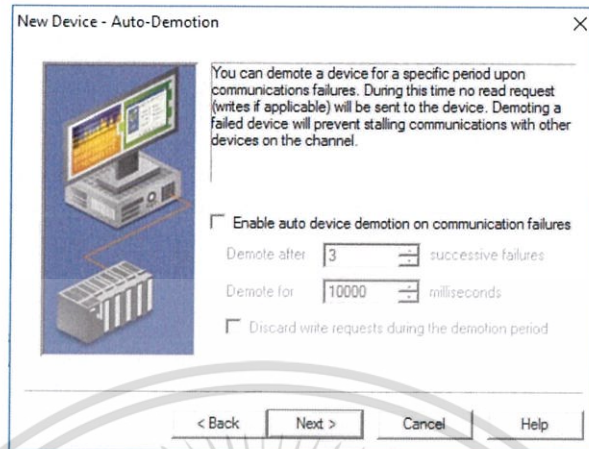 New Device - Auto-Demotion
You can demote a device for a specific period upon
communications failures. During this time no read request
(writes if applicable) will be sent to the device. Demoting a
failed device will prevent stalling communications with other
devices on the channel.
Enable auto device demotion on communication failures
Demote after 3 successive failures
Demote for 10000 milliseconds
Discard write requests during the demotion period
< Back Next > Cancel Help